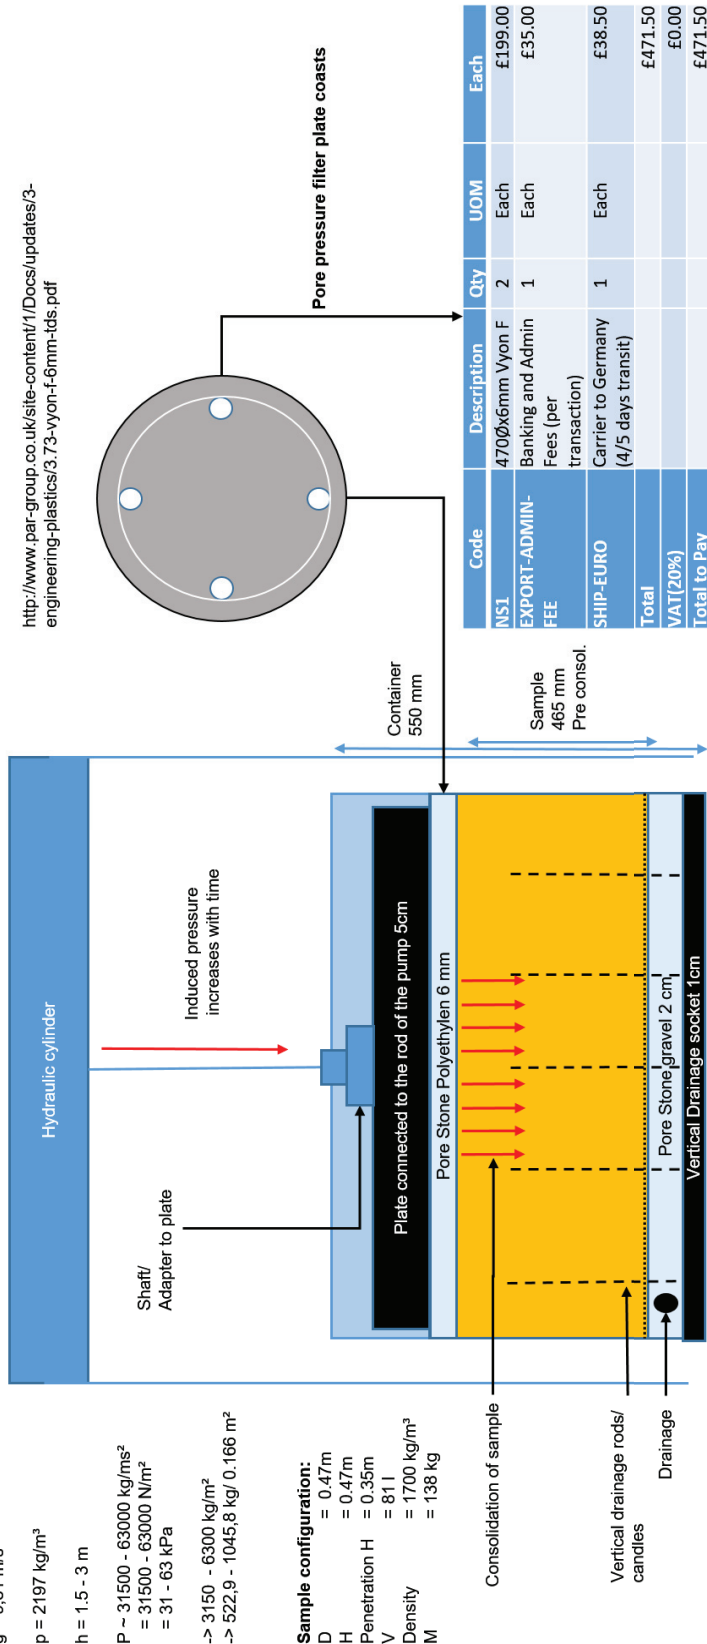 p = 2197 kg/m³
h = 1.5 - 3 m
P ~ 31500 - 63000 kg/ms²
= 31500 - 63000 N/m²
= 31 - 63 kPa
-> 3150 - 6300 kg/m²
-> 522,9 - 1045,8 kg/ 0.166 m²
Sample configuration:
D = 0.47m
H = 0.47m
Penetration H = 0.35m
V = 81 l
Density = 1700 kg/m³
M = 138 kg
Consolidation of sample
Vertical drainage rods/
candles
Drainage
Hydraulic cylinder
Shaft/
Adapter to plate
Induced pressure
increases with time
Plate connected to the rod of the pump 5cm
Pore Stone Polyethylen 6 mm
Pore Stone gravel 2 cm
Vertical Drainage socket 1cm
Container
550 mm
Sample
465 mm
Pre consol.
http://www.par-group.co.uk/site-content/1/Docs/updates/3-
engineering-plastics/3.73-vyon-f-6mm-tds.pdf
Pore pressure filter plate coasts
Code Description Qty UOM Each
NS1 470Øx6mm Vyon F 2 Each £199.00
EXPORT-ADMIN- Banking and Admin 1 Each £35.00
FEE Fees (per
transaction)
SHIP-EURO Carrier to Germany 1 Each £38.50
(4/5 days transit)
Total £471.50
VAT(20%) £0.00
Total to Pay £471.50